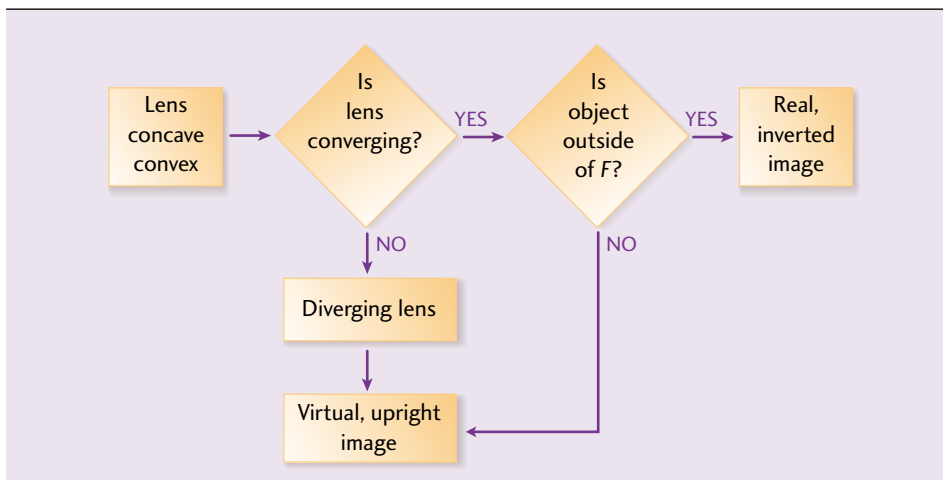 Lens
concave
convex
Is
lens
converging?
YES
Is
object
outside
of F?
YES
Real,
inverted
image
NO
Diverging lens
NO
Virtual, upright
image